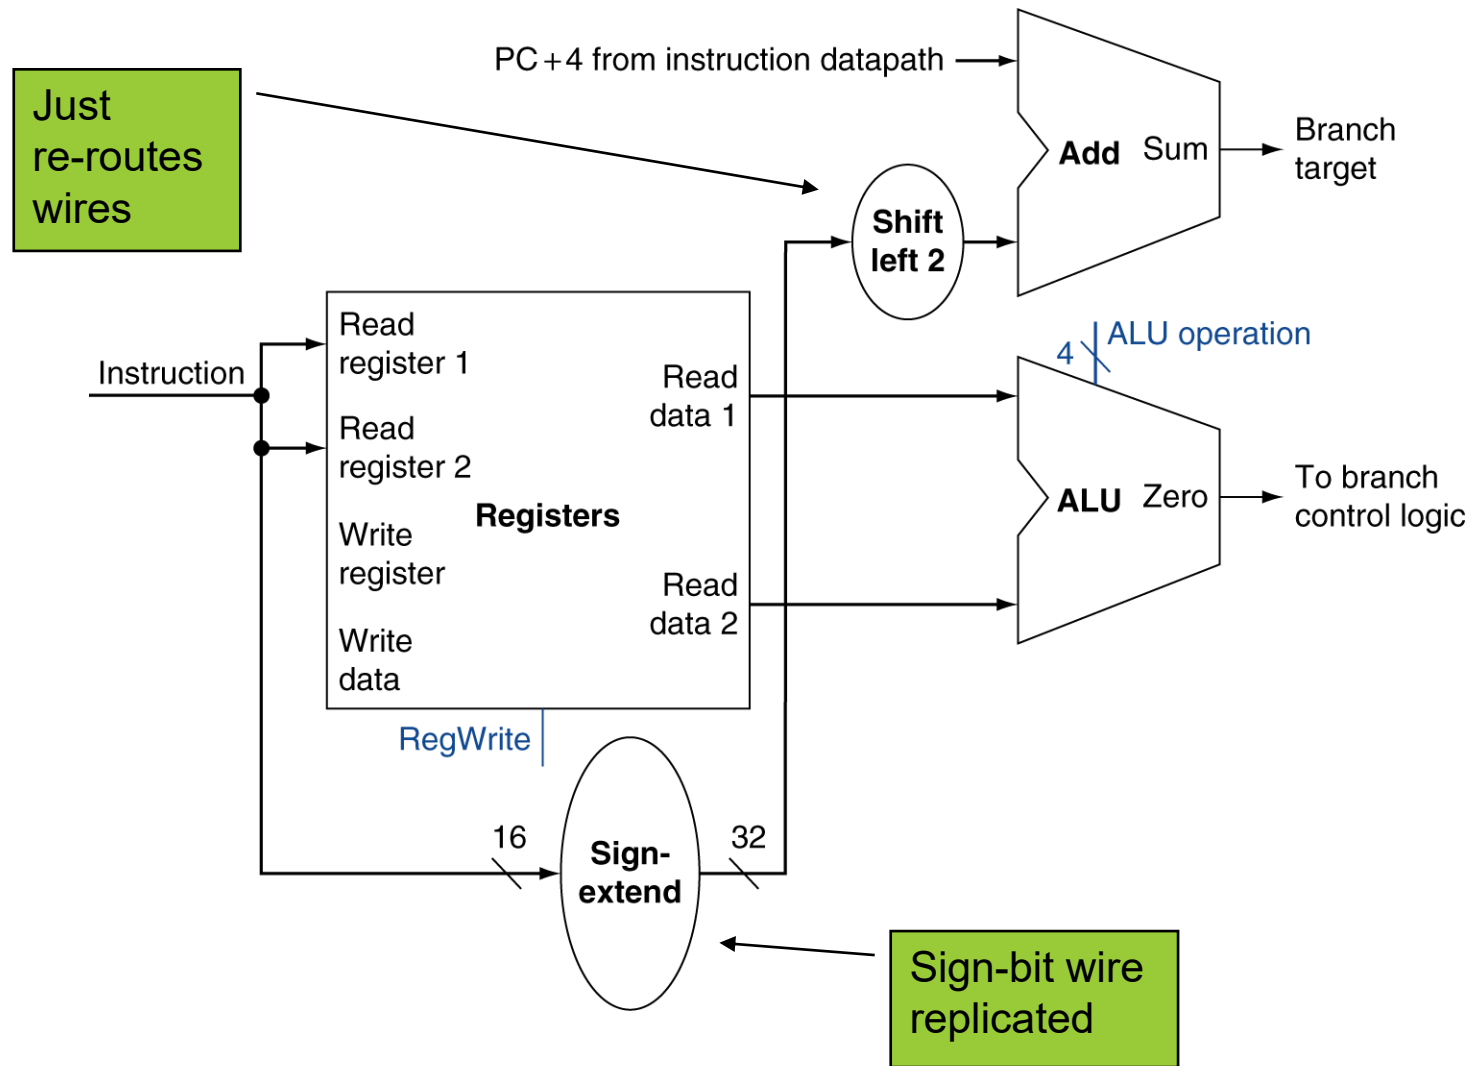 PC+4 from instruction datapath
Just
re-routes
wires
Add
Sum
Branch
target
Shift
left 2
Instruction
Read
register 1
Read
register 2
Registers
Write
register
Write
data
Read
data 1
Read
data 2
4
ALU operation
ALU
Zero
To branch
control logic
RegWrite
16
Sign-
extend
32
Sign-bit wire
replicated